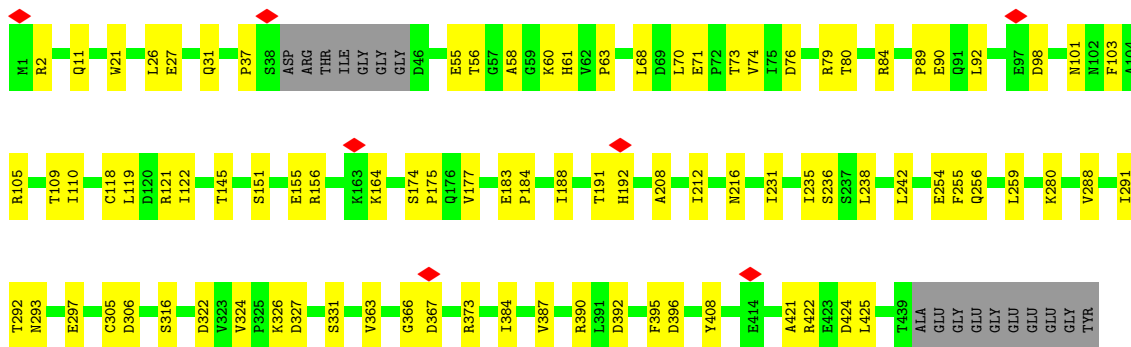 M1 R2 Q11 W21 L26 E27 Q31 P37 S38 ASP ARG THR ILE GLY GLY GLY D46 E55 T56 G57 A58 G59 K60 H61 V62 P63 L68 D69 L70 E71 P72 T73 V74 I75 D76 R79 T80 R84 P89 E90 Q91 L92 E97 D98 N101 N102 F103 A104
R105 T109 I110 C118 L119 D120 R121 I122 T145 S151 E155 R156 K163 K164 S174 P175 Q176 V177 E183 P184 I188 T191 H192 A208 I212 N216 I231 I235 S236 S237 L238 L242 E254 F255 Q256 L259 K280 V288 I291
T292 N293 E297 C305 D306 S316 D322 V323 V324 P325 K326 D327 S331 V363 G366 D367 R373 I384 V387 R390 L391 D392 F395 D396 Y408 E414 A421 R422 E423 D424 L425 T439 ALA GLU GLY GLU GLY GLU GLU GLU GLY TYR